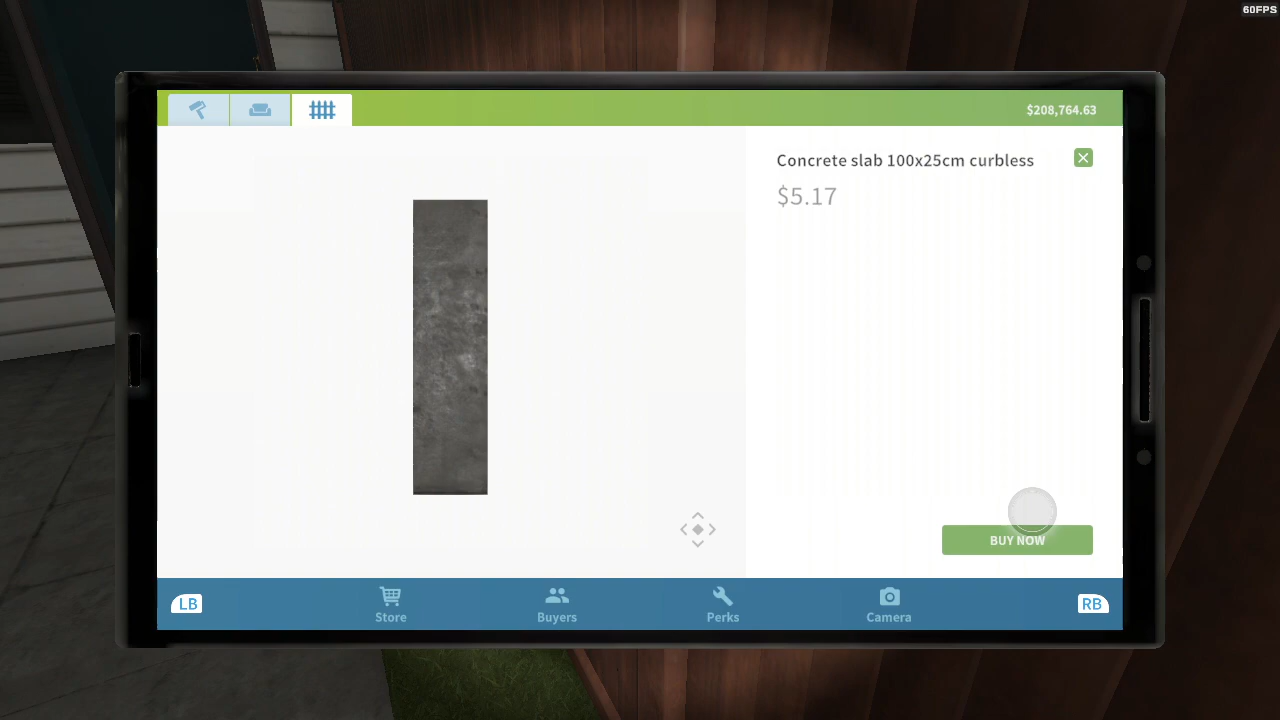 60FPS
$208,764.63
Concrete slab 100x25cm curbless
$5.17
BUY NOW
LB
Store
Buyers
Perks
Camera
RB